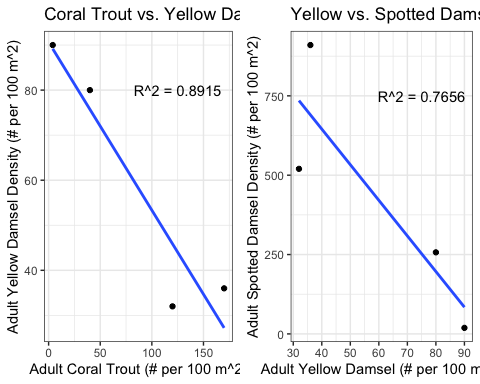 Coral Trout vs. Yellow Da
R^2 = 0.8915
80
60
40
0
50
100
150
Adult Yellow Damsel Density (# per 100 m^2)
Adult Coral Trout (# per 100 m^2
Yellow vs. Spotted Dams
R^2 = 0.7656
750
500
250
0
30
40
50
60
70
80
90
Adult Spotted Damsel Density (# per 100 m^2)
Adult Yellow Damsel (# per 100 m